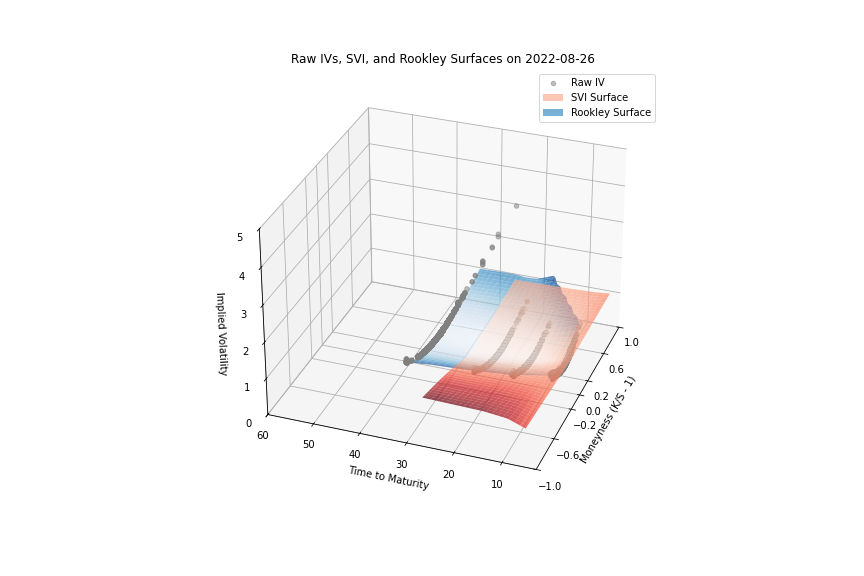 Raw IVs, SVI, and Rookley Surfaces on 2022-08-26
Raw IV
SVI Surface
Rookley Surface
5
4
3
2
1
0
Implied Volatility
60
50
40
30
20
10
Time to Maturity
1.0
0.6
0.2
0.0
−0.2
−0.6
−1.0
Moneyness (K/S - 1)